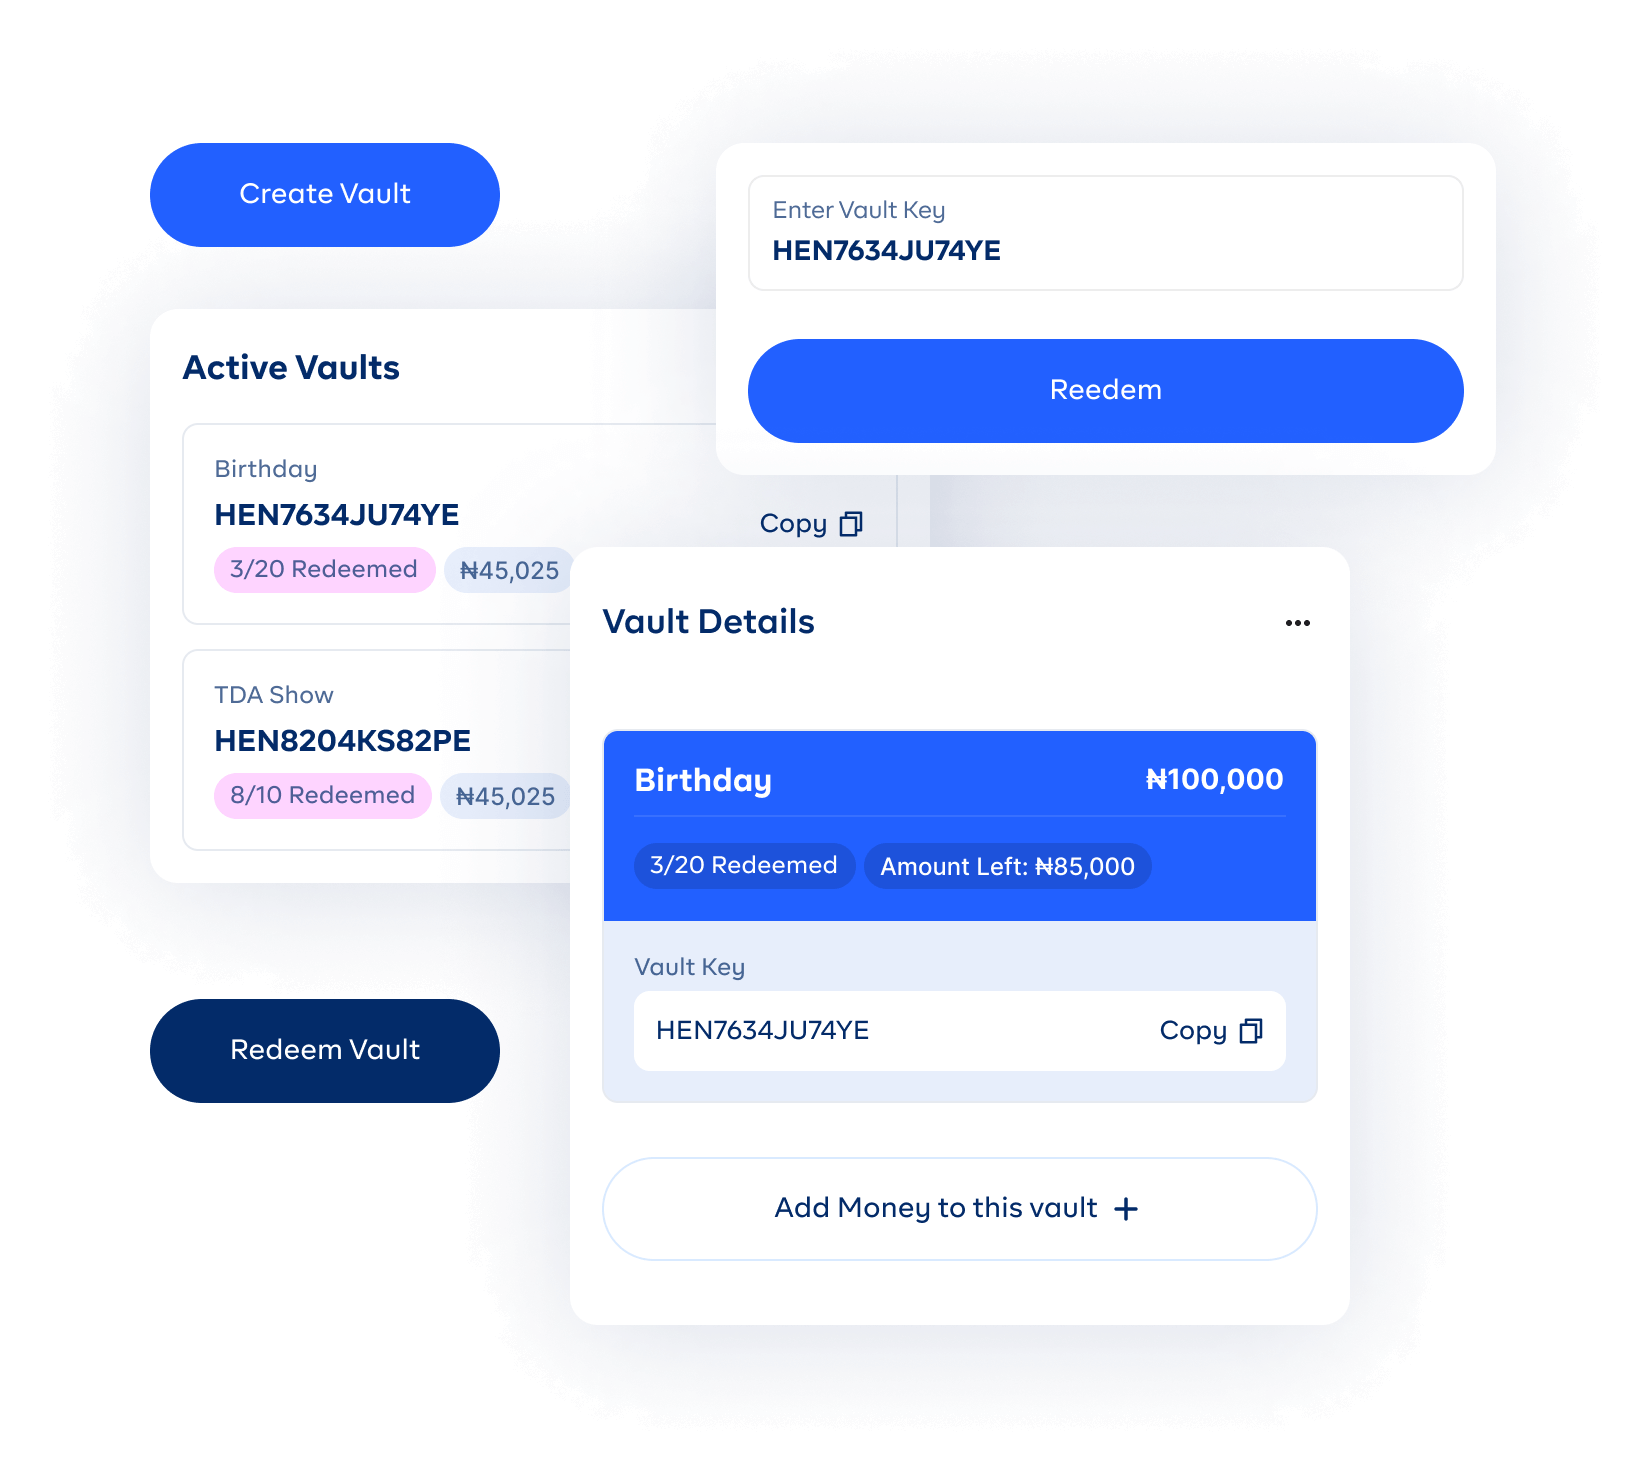 Create Vault
Enter Vault Key
HEN7634JU74YE
Reedem
Active Vaults
Birthday
HEN7634JU74YE
Copy
3/20 Redeemed ₦45,025
TDA Show
HEN8204KS82PE
8/10 Redeemed ₦45,025
Vault Details
Birthday ₦100,000
3/20 Redeemed Amount Left: ₦85,000
Vault Key
HEN7634JU74YE Copy
Add Money to this vault
Redeem Vault